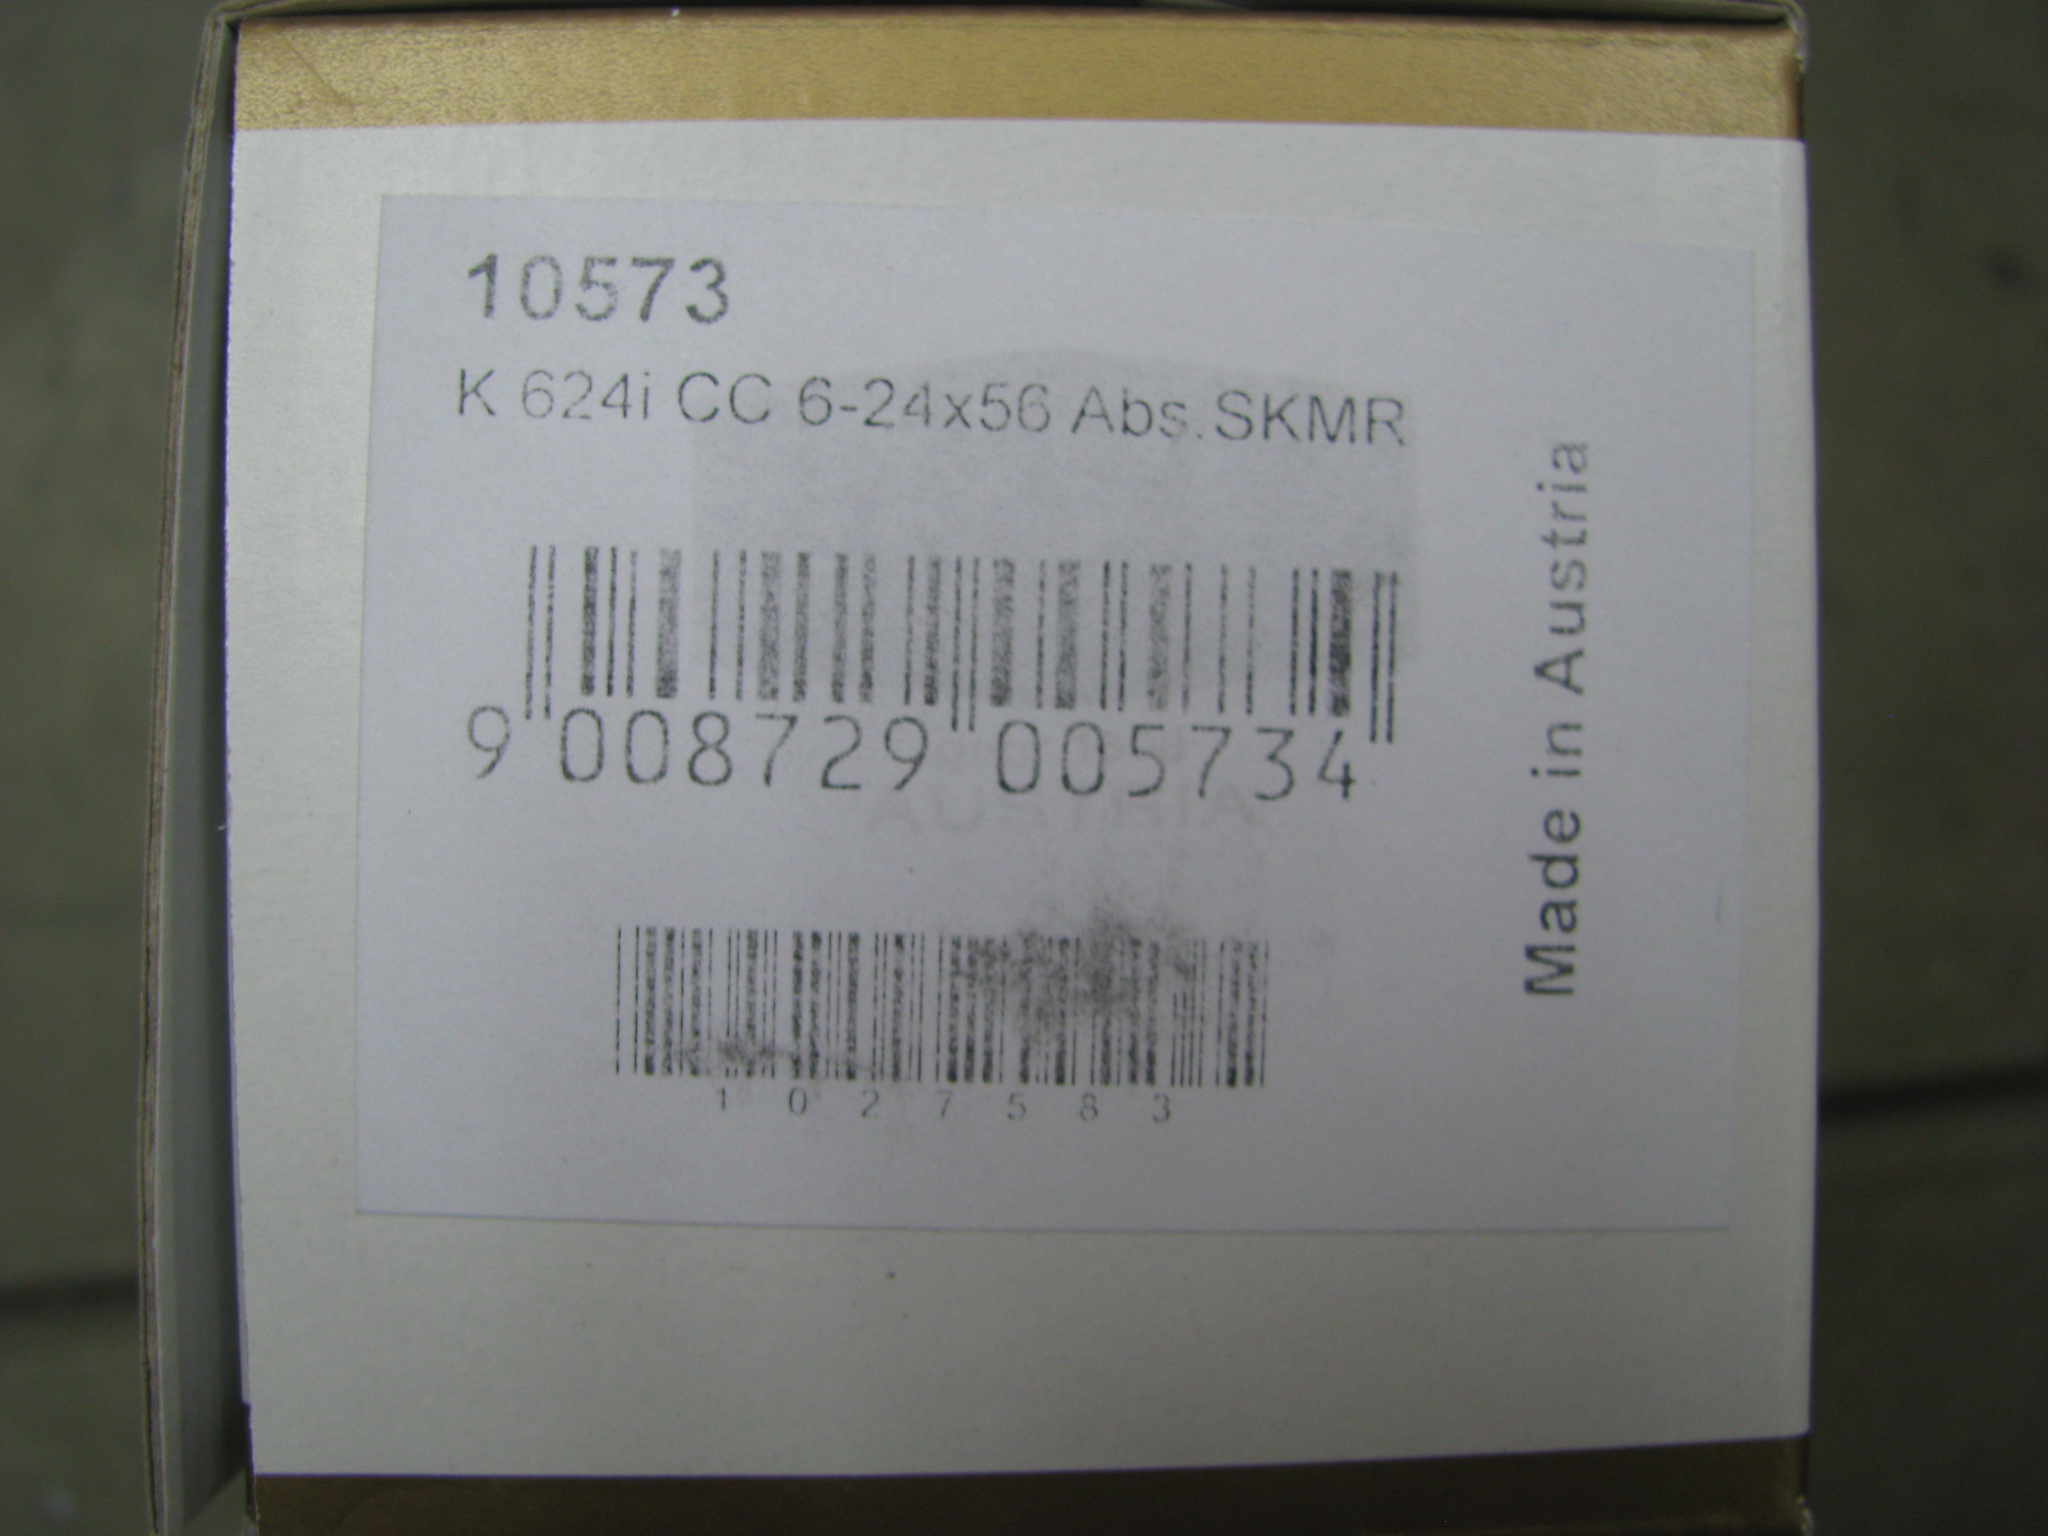 10573
K 624i CC 6-24x56 Abs.SKMR
9 008729 005734
1027583
Made in Austria